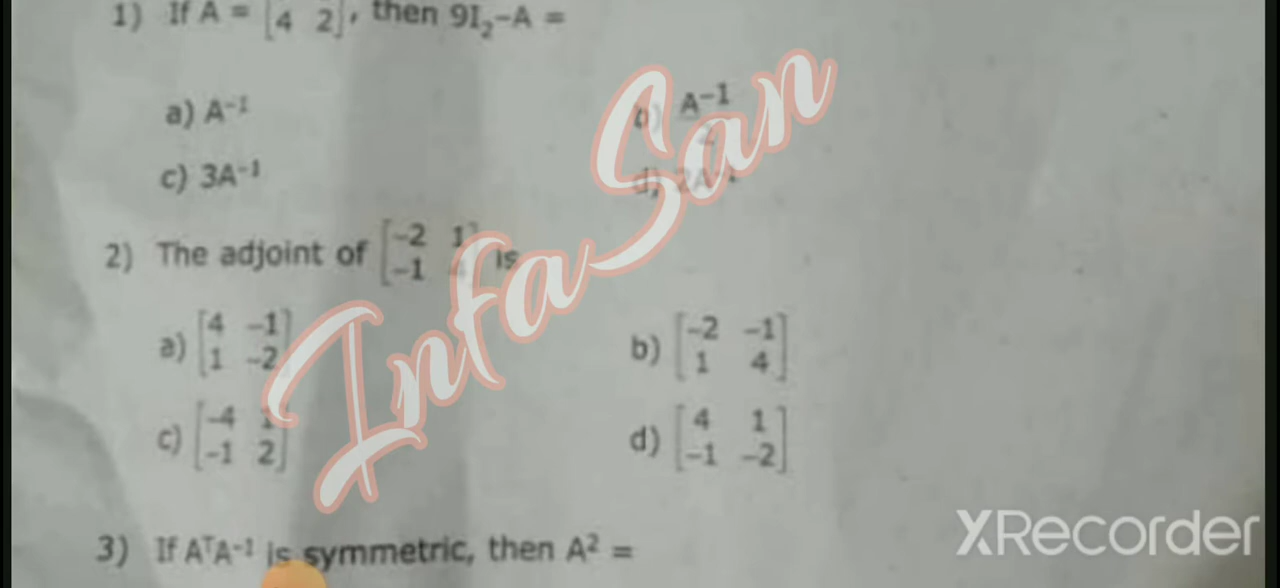 1) If A = [4 2], then 9I₂-A =
a) A⁻¹
b) A⁻¹
c) 3A⁻¹
d)
2) The adjoint of [-2 1
-1 is
a) [4 -1
1 -2]
b) [-2 -1
1 4]
c) [-4
-1 2]
d) [4 1
-1 -2]
3) If AᵀA⁻¹ is symmetric, then A² =
Infa San
XRecorder